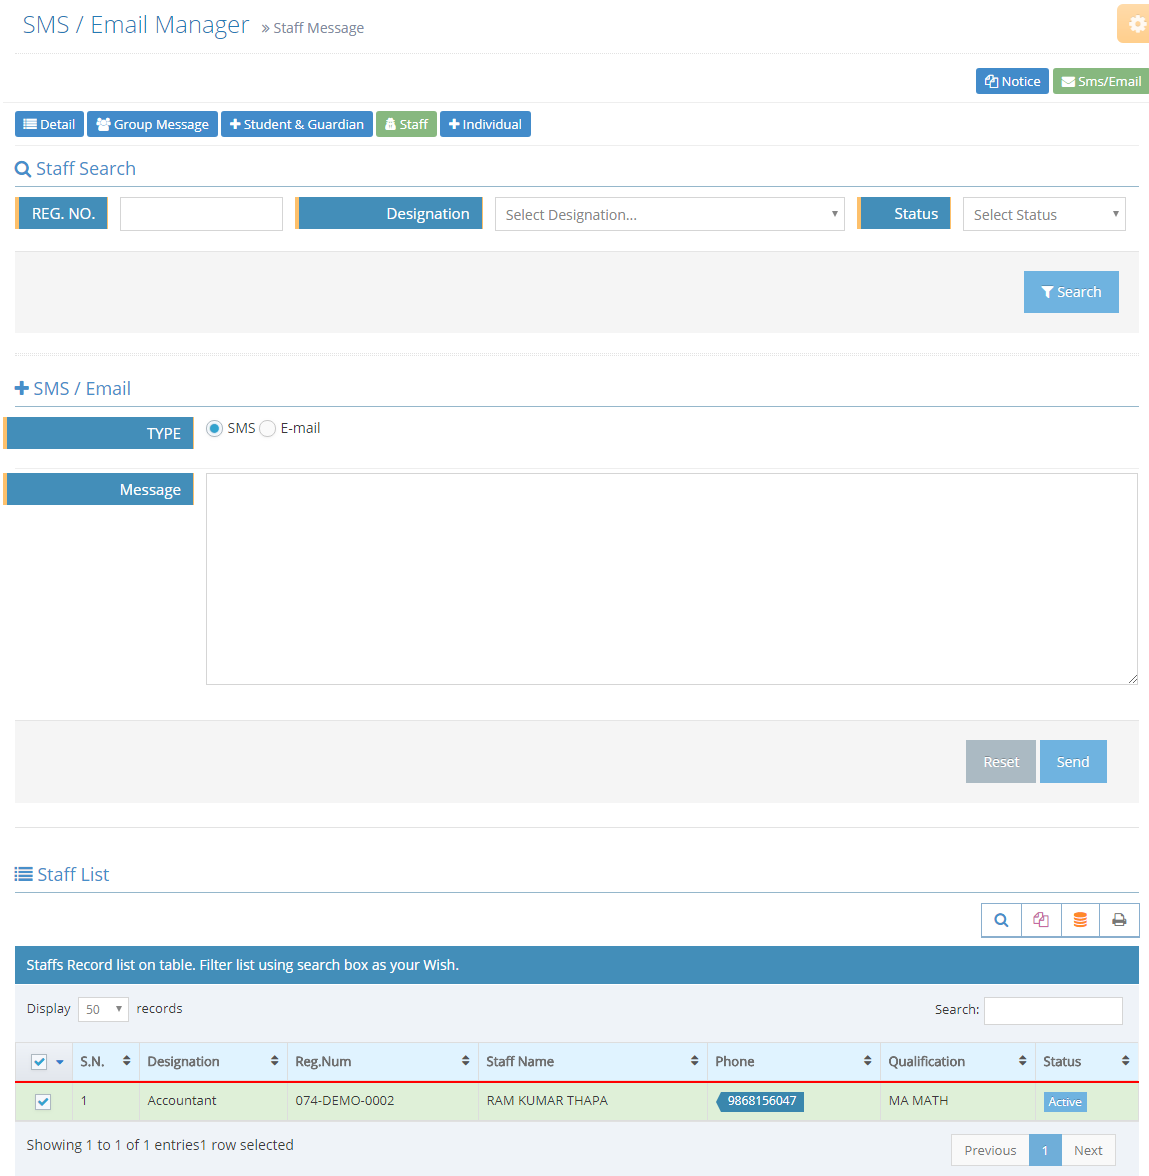 SMS / Email Manager » Staff Message
Notice Sms/Email
Detail Group Message Student & Guardian Staff Individual
Staff Search
REG. NO. Designation Select Designation... Status Select Status
Search
SMS / Email
TYPE SMS E-mail
Message
Reset Send
Staff List
Staffs Record list on table. Filter list using search box as your Wish.
Display 50 records Search:
S.N. Designation Reg.Num Staff Name Phone Qualification Status
1 Accountant 074-DEMO-0002 RAM KUMAR THAPA 9868156047 MA MATH Active
Showing 1 to 1 of 1 entries1 row selected
Previous 1 Next